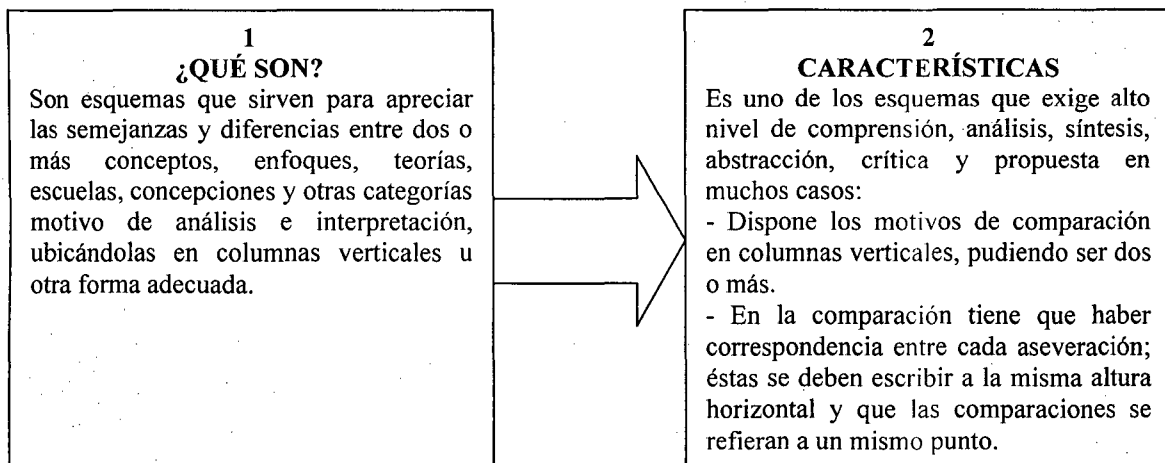 1
¿QUÉ SON?
Son esquemas que sirven para apreciar
las semejanzas y diferencias entre dos o
más conceptos, enfoques, teorías,
escuelas, concepciones y otras categorías
motivo de análisis e interpretación,
ubicándolas en columnas verticales u
otra forma adecuada.
2
CARACTERÍSTICAS
Es uno de los esquemas que exige alto
nivel de comprensión, análisis, síntesis,
abstracción, crítica y propuesta en
muchos casos:
- Dispone los motivos de comparación
en columnas verticales, pudiendo ser dos
o más.
- En la comparación tiene que haber
correspondencia entre cada aseveración;
éstas se deben escribir a la misma altura
horizontal y que las comparaciones se
refieran a un mismo punto.